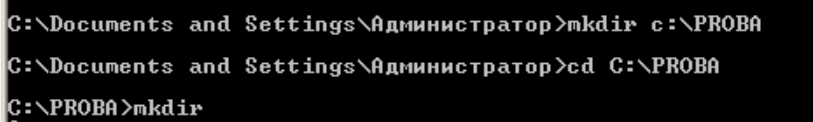 C:\Documents and Settings\Администратор>mkdir c:\PROBA
C:\Documents and Settings\Администратор>cd C:\PROBA
C:\PROBA>mkdir